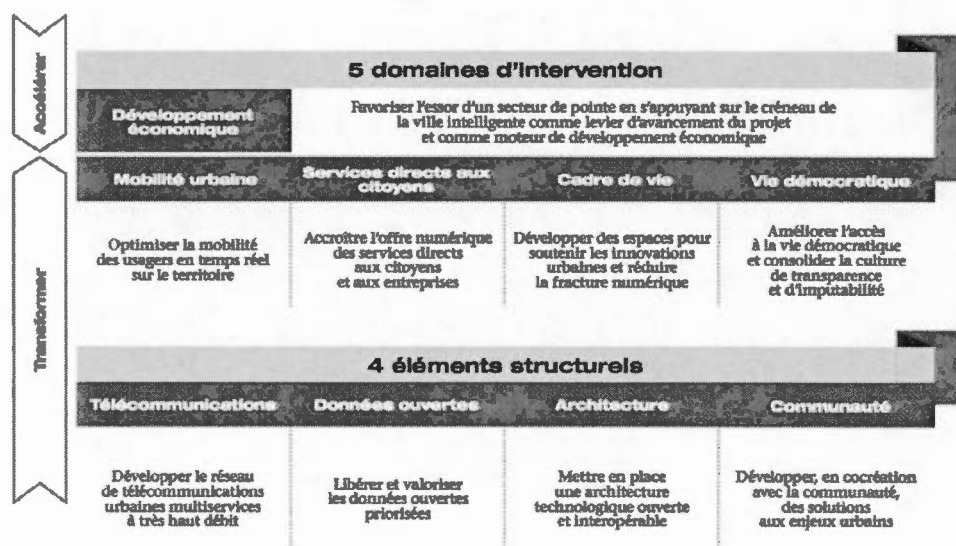 Accélérer
5 domaines d'intervention
Développement
économique
Favoriser l'essor d'un secteur de pointe en s'appuyant sur le créneau de
la ville intelligente comme levier d'avancement du projet
et comme moteur de développement économique
Transformer
Mobilité urbaine
Optimiser la mobilité
des usagers en temps réel
sur le territoire
Services directs aux
citoyens
Accroître l'offre numérique
des services directs
aux citoyens
et aux entreprises
Cadre de vie
Développer des espaces pour
soutenir les innovations
urbaines et réduire
la fracture numérique
Vie démocratique
Améliorer l'accès
à la vie démocratique
et consolider la culture
de transparence
et d'imputabilité
4 éléments structurels
Télécommunications
Développer le réseau
de télécommunications
urbaines multiservices
à très haut débit
Données ouvertes
Libérer et valoriser
les données ouvertes
priorisées
Architecture
Mettre en place
une architecture
technologique ouverte
et interopérable
Communauté
Développer, en cocréation
avec la communauté,
des solutions
aux enjeux urbains